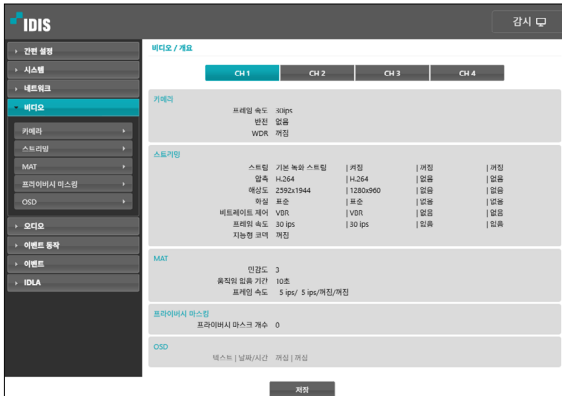 IDIS
감시
간편 설정
시스템
네트워크
비디오
카메라
스트리밍
MAT
프라이버시 마스킹
OSD
오디오
이벤트 동작
이벤트
IDLA
비디오 / 개요
CH 1 CH 2 CH 3 CH 4
카메라
프레임 속도 30ips
반전 없음
WDR 꺼짐
스트리밍
스트림 기본 녹화 스트림 | 켜짐 | 꺼짐 | 꺼짐
압축 H.264 | H.264 | 없음 | 없음
해상도 2592x1944 | 1280x960 | 없음 | 없음
화질 표준 | 표준 | 없음 | 없음
비트레이트 제어 VBR | VBR | 없음 | 없음
프레임 속도 30 ips | 30 ips | 없음 | 없음
지능형 코덱 꺼짐
MAT
민감도 3
움직임 없음 기간 10초
프레임 속도 5 ips/ 5 ips/꺼짐/꺼짐
프라이버시 마스킹
프라이버시 마스크 개수 0
OSD
텍스트 | 날짜/시간 꺼짐 | 꺼짐
저장